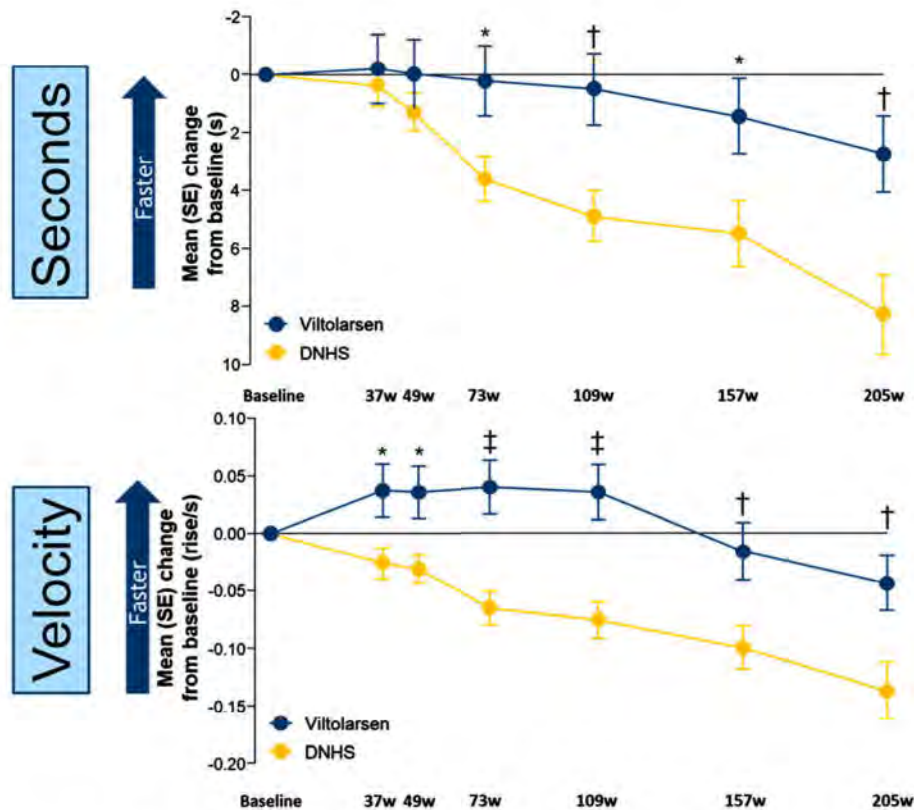 Seconds
Faster
Mean (SE) change
from baseline (s)
-2
0
2
4
6
8
10
*
†
*
†
Viltolarsen
DNHS
Baseline
37w
49w
73w
109w
157w
205w
Velocity
Faster
Mean (SE) change
from baseline (rise/s)
0.10
0.05
0.00
-0.05
-0.10
-0.15
-0.20
*
*
‡
‡
†
†
Viltolarsen
DNHS
Baseline
37w
49w
73w
109w
157w
205w